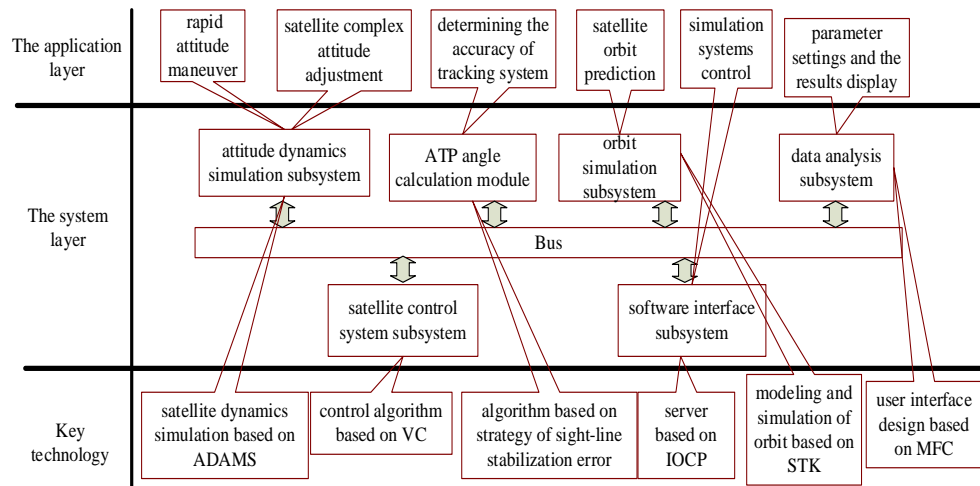 The application
layer
rapid
attitude
maneuver
satellite complex
attitude
adjustment
determining the
accuracy of
tracking system
satellite
orbit
prediction
simulation
systems
control
parameter
settings and the
results display
The system
layer
attitude dynamics
simulation subsystem
ATP angle
calculation module
orbit
simulation
subsystem
data analysis
subsystem
Bus
satellite control
system subsystem
software interface
subsystem
Key
technology
satellite dynamics
simulation based on
ADAMS
control algorithm
based on VC
algorithm based on
strategy of sight-line
stabilization error
server
based on
IOCP
modeling and
simulation of
orbit based on
STK
user interface
design based
on MFC